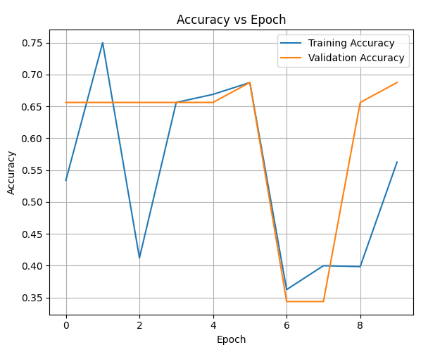 Accuracy vs Epoch
Training Accuracy
Validation Accuracy
0.75
0.70
0.65
0.60
0.55
0.50
0.45
0.40
0.35
Accuracy
0 2 4 6 8
Epoch